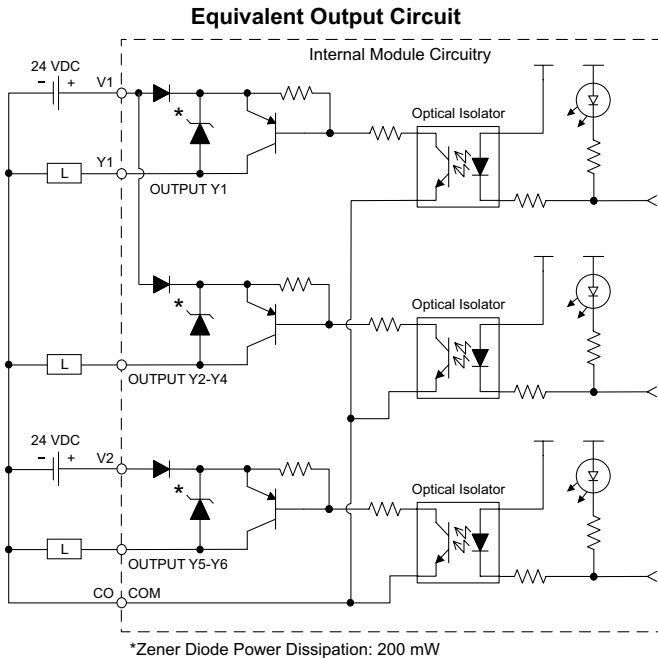 Equivalent Output Circuit
Internal Module Circuitry
24 VDC
- +
V1
*
Optical Isolator
Y1
L
OUTPUT Y1
Optical Isolator
*
L
OUTPUT Y2-Y4
24 VDC
- +
V2
*
Optical Isolator
L
OUTPUT Y5-Y6
CO COM
*Zener Diode Power Dissipation: 200 mW